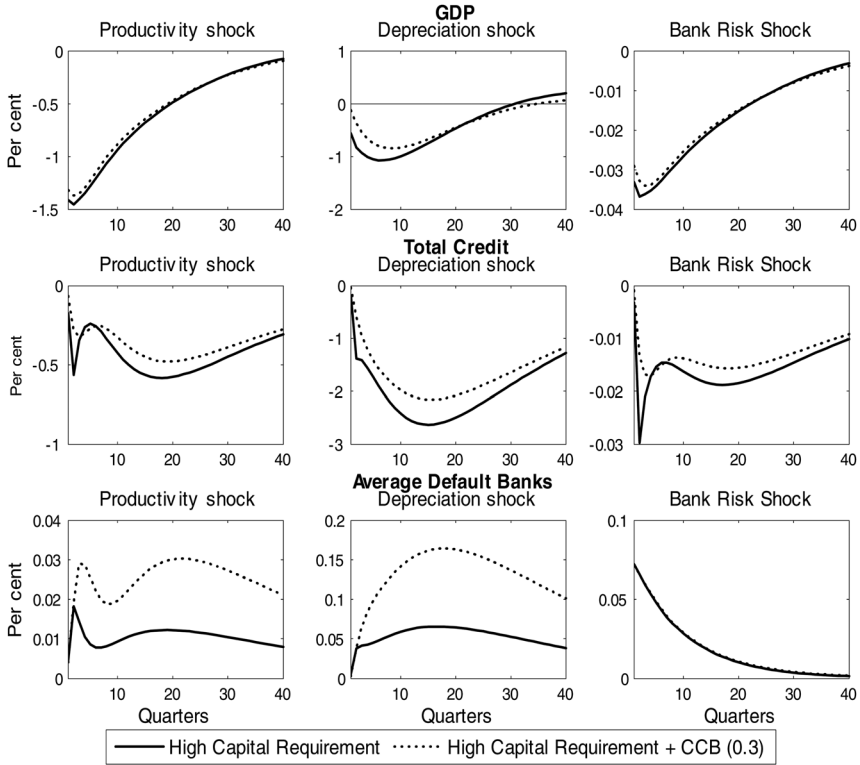 GDP
Productivity shock Depreciation shock Bank Risk Shock
Per cent
0 -0.5 -1 -1.5
1 0 -1 -2
0 -0.01 -0.02 -0.03 -0.04
10 20 30 40 10 20 30 40 10 20 30 40
Total Credit
Productivity shock Depreciation shock Bank Risk Shock
Per cent
0 -0.5 -1
0 -1 -2 -3
0 -0.01 -0.02 -0.03
10 20 30 40 10 20 30 40 10 20 30 40
Average Default Banks
Productivity shock Depreciation shock Bank Risk Shock
Per cent
0.04 0.03 0.02 0.01 0
0.2 0.15 0.1 0.05 0
0.1 0.05 0
10 20 30 40 10 20 30 40 10 20 30 40
Quarters Quarters Quarters
High Capital Requirement High Capital Requirement + CCB (0.3)